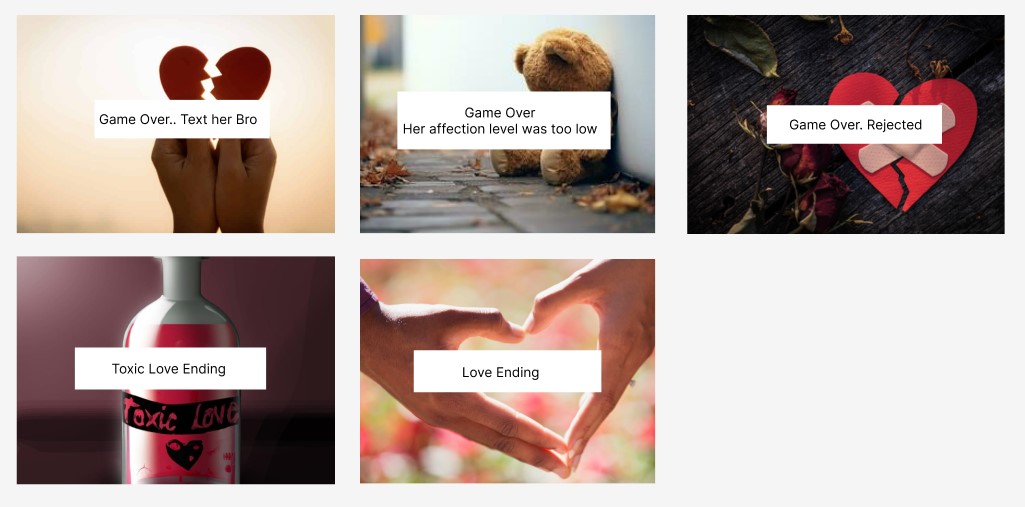 Game Over.. Text her Bro
Game Over
Her affection level was too low
Game Over. Rejected
Toxic Love Ending
Toxic Love
Love Ending